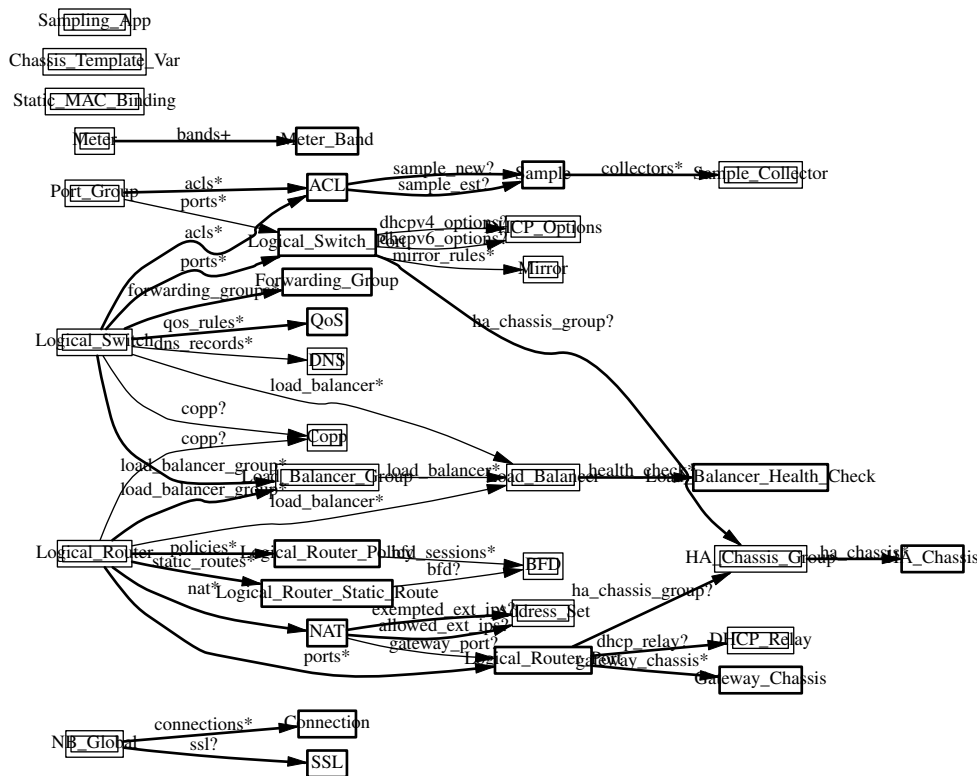 Sampling_App
Chassis_Template_Var
Static_MAC_Binding
Meter
bands+
Meter_Band
Port_Group
acls*
ports*
ACL
sample_new?
sample_est?
Sample
collectors*
Sample_Collector
acls*
ports*
Logical_Switch_Port
dhcpv4_options?
dhcpv6_options?
mirror_rules*
DHCP_Options
Mirror
forwarding_groups*
Forwarding_Group
ha_chassis_group?
Logical_Switch
qos_rules*
QoS
dns_records*
DNS
load_balancer*
copp?
Copp
copp?
load_balancer_group*
load_balancer_group*
Load_Balancer_Group
load_balancer*
Load_Balancer
health_check*
Load_Balancer_Health_Check
load_balancer*
Logical_Router
policies*
Logical_Router_Policy
bfd_sessions*
static_routes*
bfd?
BFD
HA_Chassis_Group
ha_chassis*
HA_Chassis
nat*
Logical_Router_Static_Route
ha_chassis_group?
exempted_ext_ips?
allowed_ext_ips?
Address_Set
NAT
gateway_port?
ports*
Logical_Router_Port
dhcp_relay?
DHCP_Relay
gateway_chassis*
Gateway_Chassis
NB_Global
connections*
Connection
ssl?
SSL